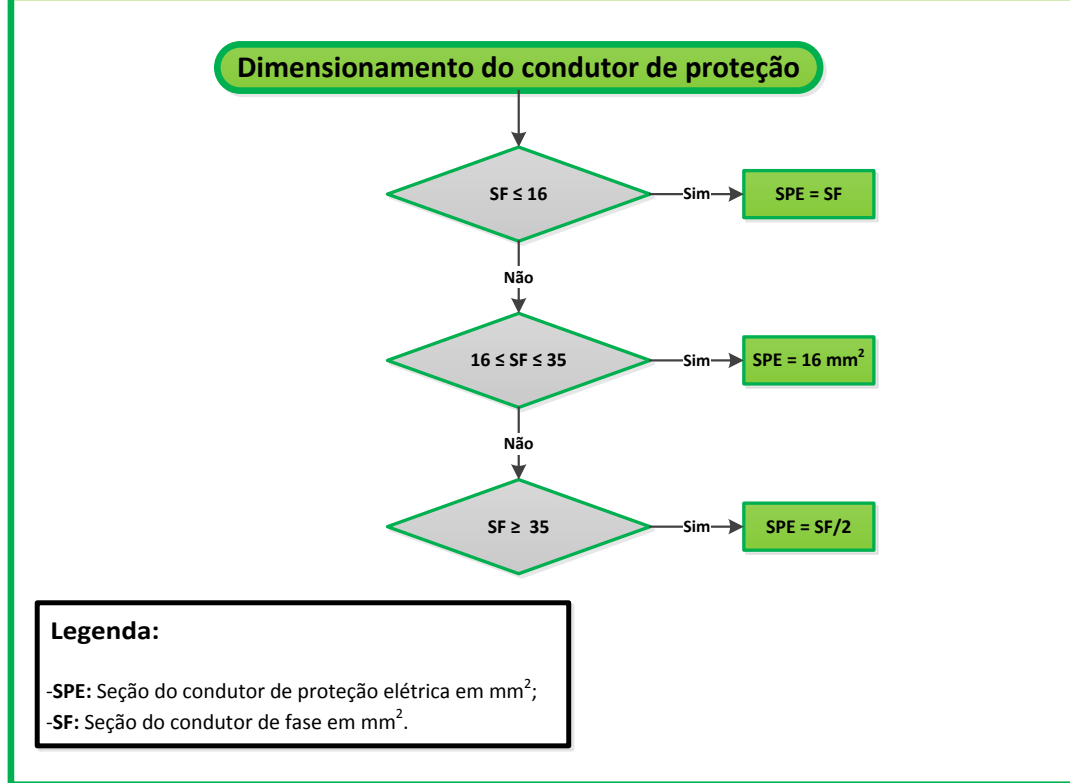 Dimensionamento do condutor de proteção
SF ≤ 16
Sim
SPE = SF
Não
16 ≤ SF ≤ 35
Sim
SPE = 16 mm²
Não
SF ≥ 35
Sim
SPE = SF/2
Legenda:
-SPE: Seção do condutor de proteção elétrica em mm²;
-SF: Seção do condutor de fase em mm².